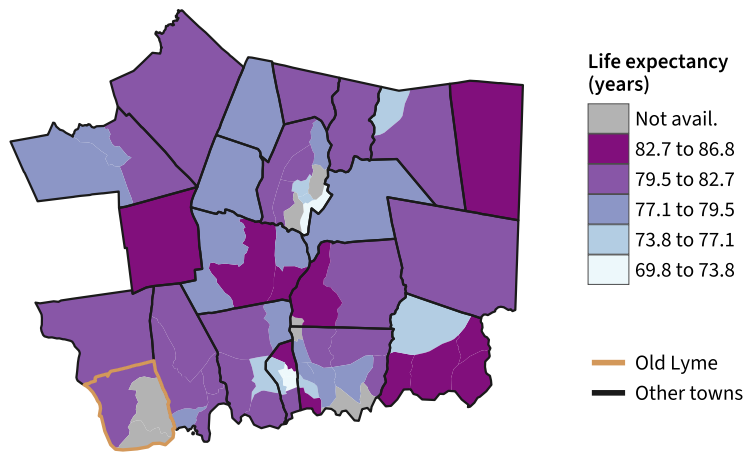 Life expectancy
(years)
Not avail.
82.7 to 86.8
79.5 to 82.7
77.1 to 79.5
73.8 to 77.1
69.8 to 73.8
Old Lyme
Other towns